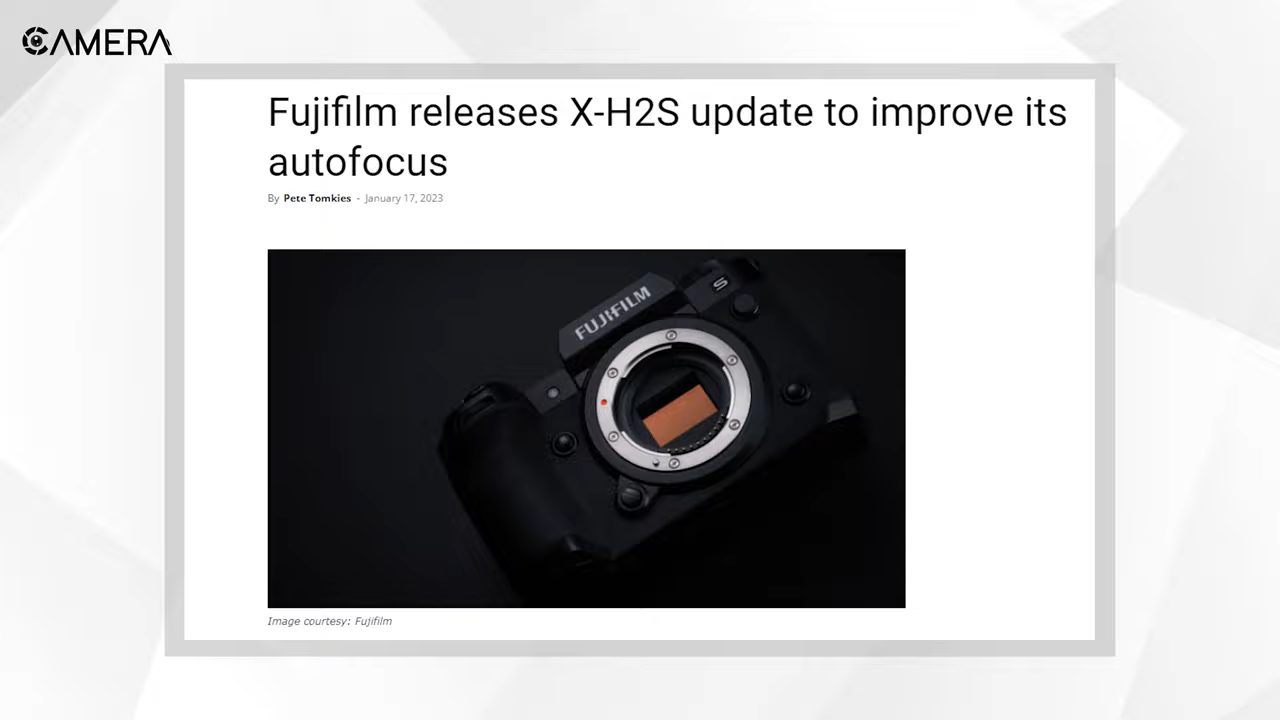 CAMERA
Fujifilm releases X-H2S update to improve its
autofocus
By Pete Tomkies - January 17, 2023
FUJIFILM
S
Image courtesy: Fujifilm